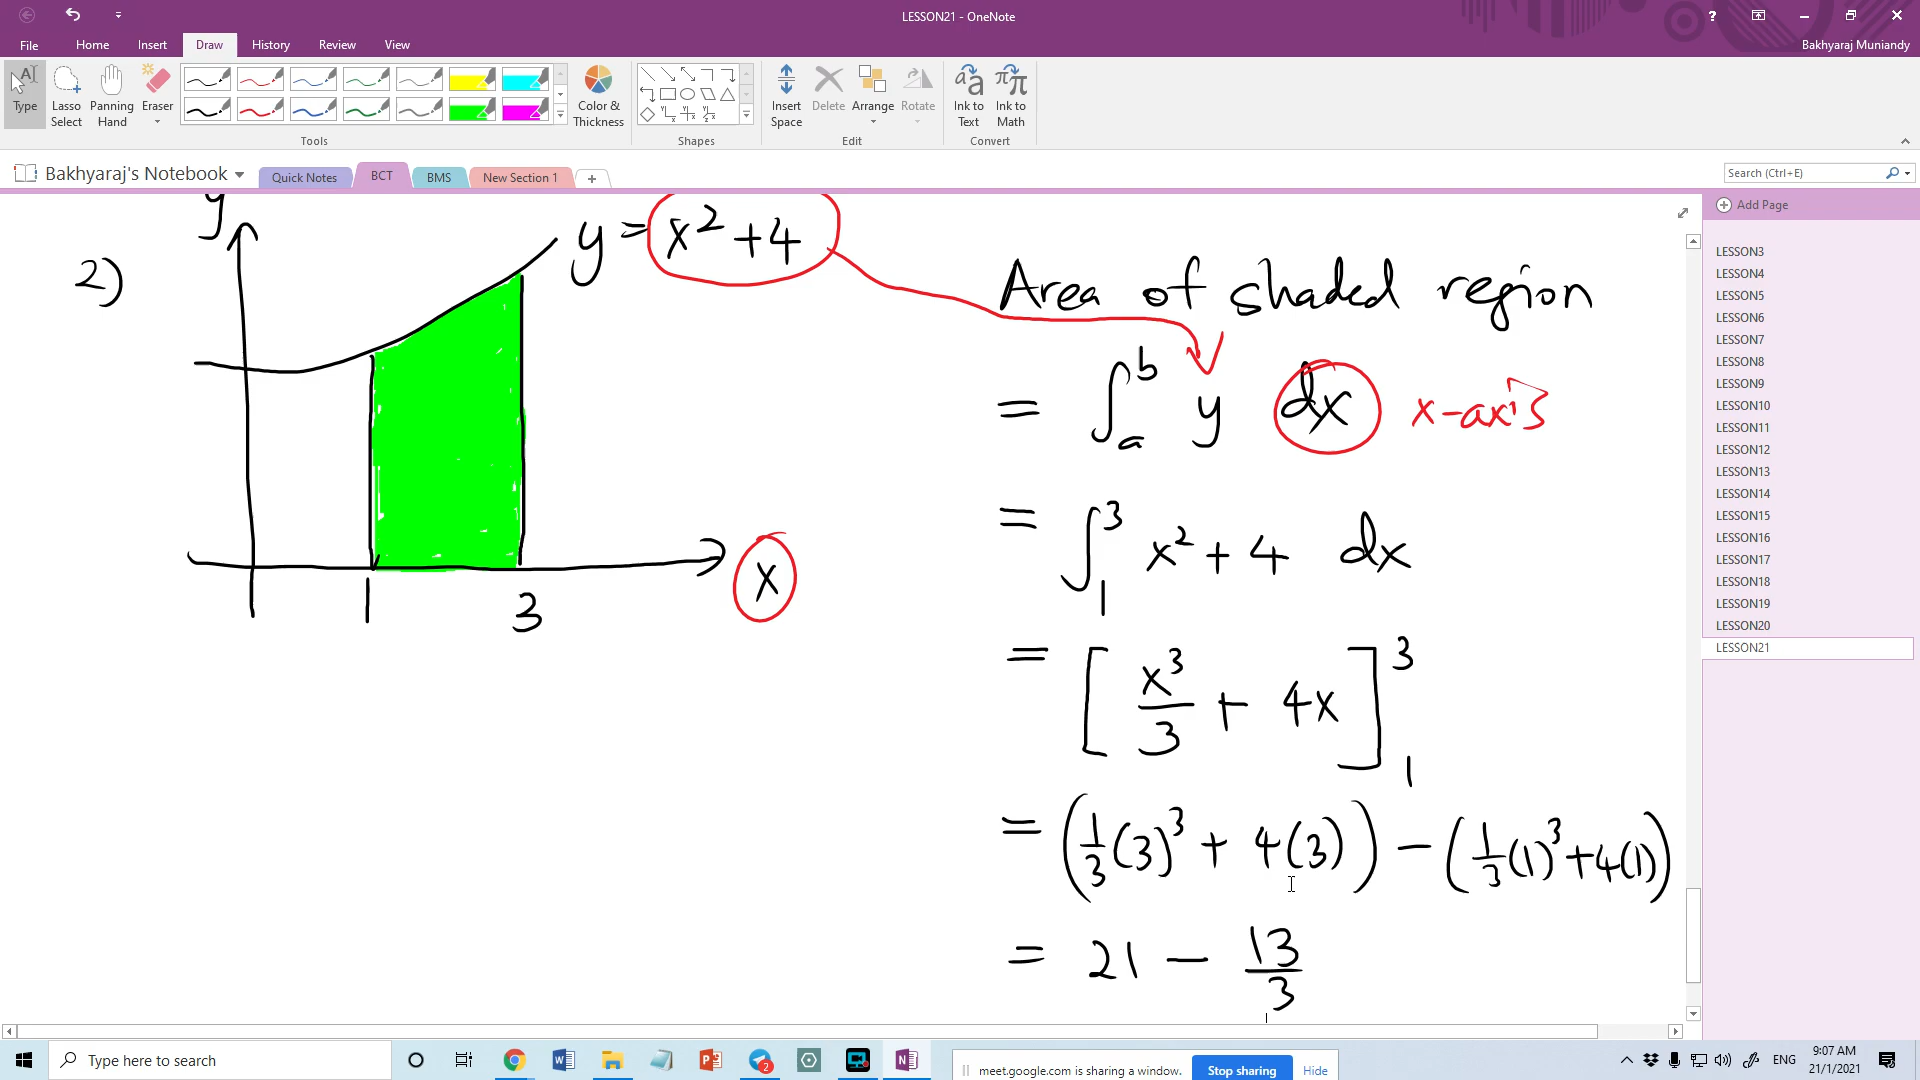 LESSON21 - OneNote
?
File Home Insert Draw History Review View
Bakhyaraj Muniandy
Type
Lasso Select
Panning Hand
Eraser
Color & Thickness
Insert Space
Delete
Arrange
Rotate
Ink to Text
Ink to Math
Tools
Shapes
Edit
Convert
Bakhyaraj's Notebook
Quick Notes
BCT
BMS
New Section 1
Search (Ctrl+E)
Add Page
LESSON3
LESSON4
LESSON5
LESSON6
LESSON7
LESSON8
LESSON9
LESSON10
LESSON11
LESSON12
LESSON13
LESSON14
LESSON15
LESSON16
LESSON17
LESSON18
LESSON19
LESSON20
LESSON21
2)
y
y = x² + 4
1
3
x
Area of shaded region
= ∫_a^b y dx x-axis
= ∫_1^3 x² + 4 dx
= [x³/3 + 4x]_1^3
= (1/3 (3)³ + 4(3)) - (1/3 (1)³ + 4(1))
= 21 - 13/3
Type here to search
2
meet.google.com is sharing a window.
Stop sharing
Hide
ENG
9:07 AM
21/1/2021